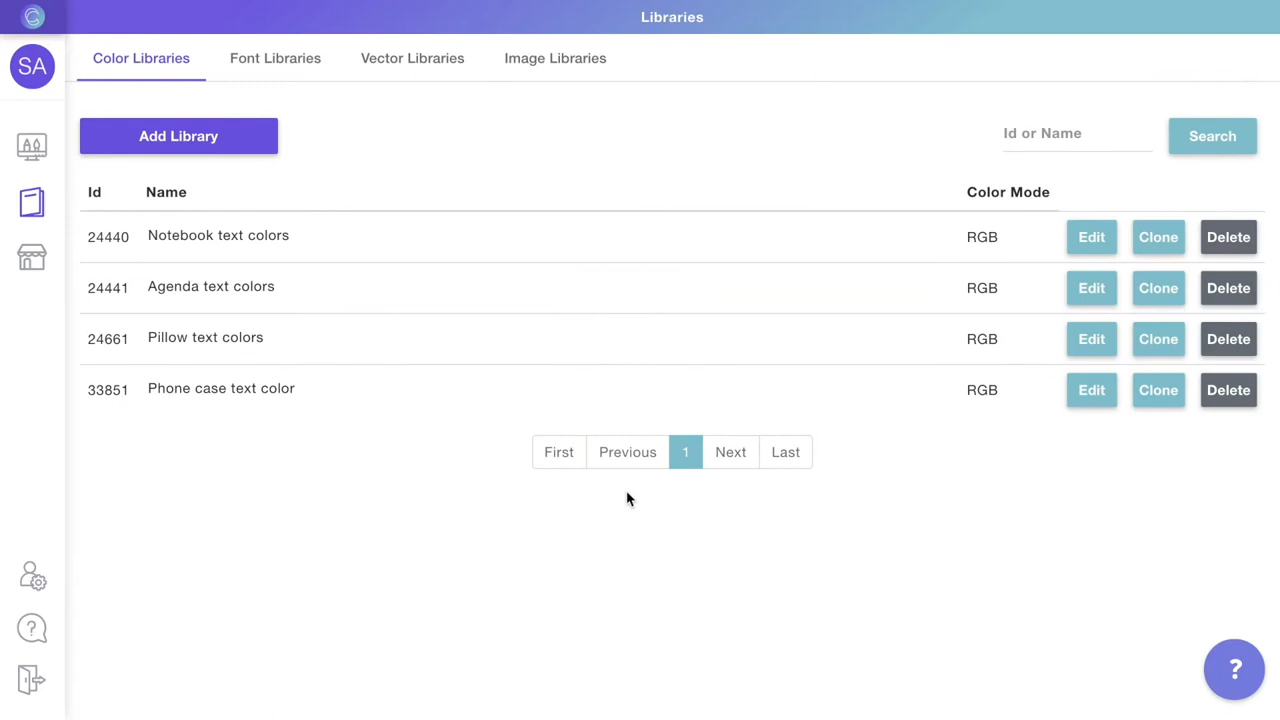 Libraries
SA
Color Libraries Font Libraries Vector Libraries Image Libraries
Add Library Id or Name Search
Id Name Color Mode
24440 Notebook text colors RGB Edit Clone Delete
24441 Agenda text colors RGB Edit Clone Delete
24661 Pillow text colors RGB Edit Clone Delete
33851 Phone case text color RGB Edit Clone Delete
First Previous 1 Next Last
?
?